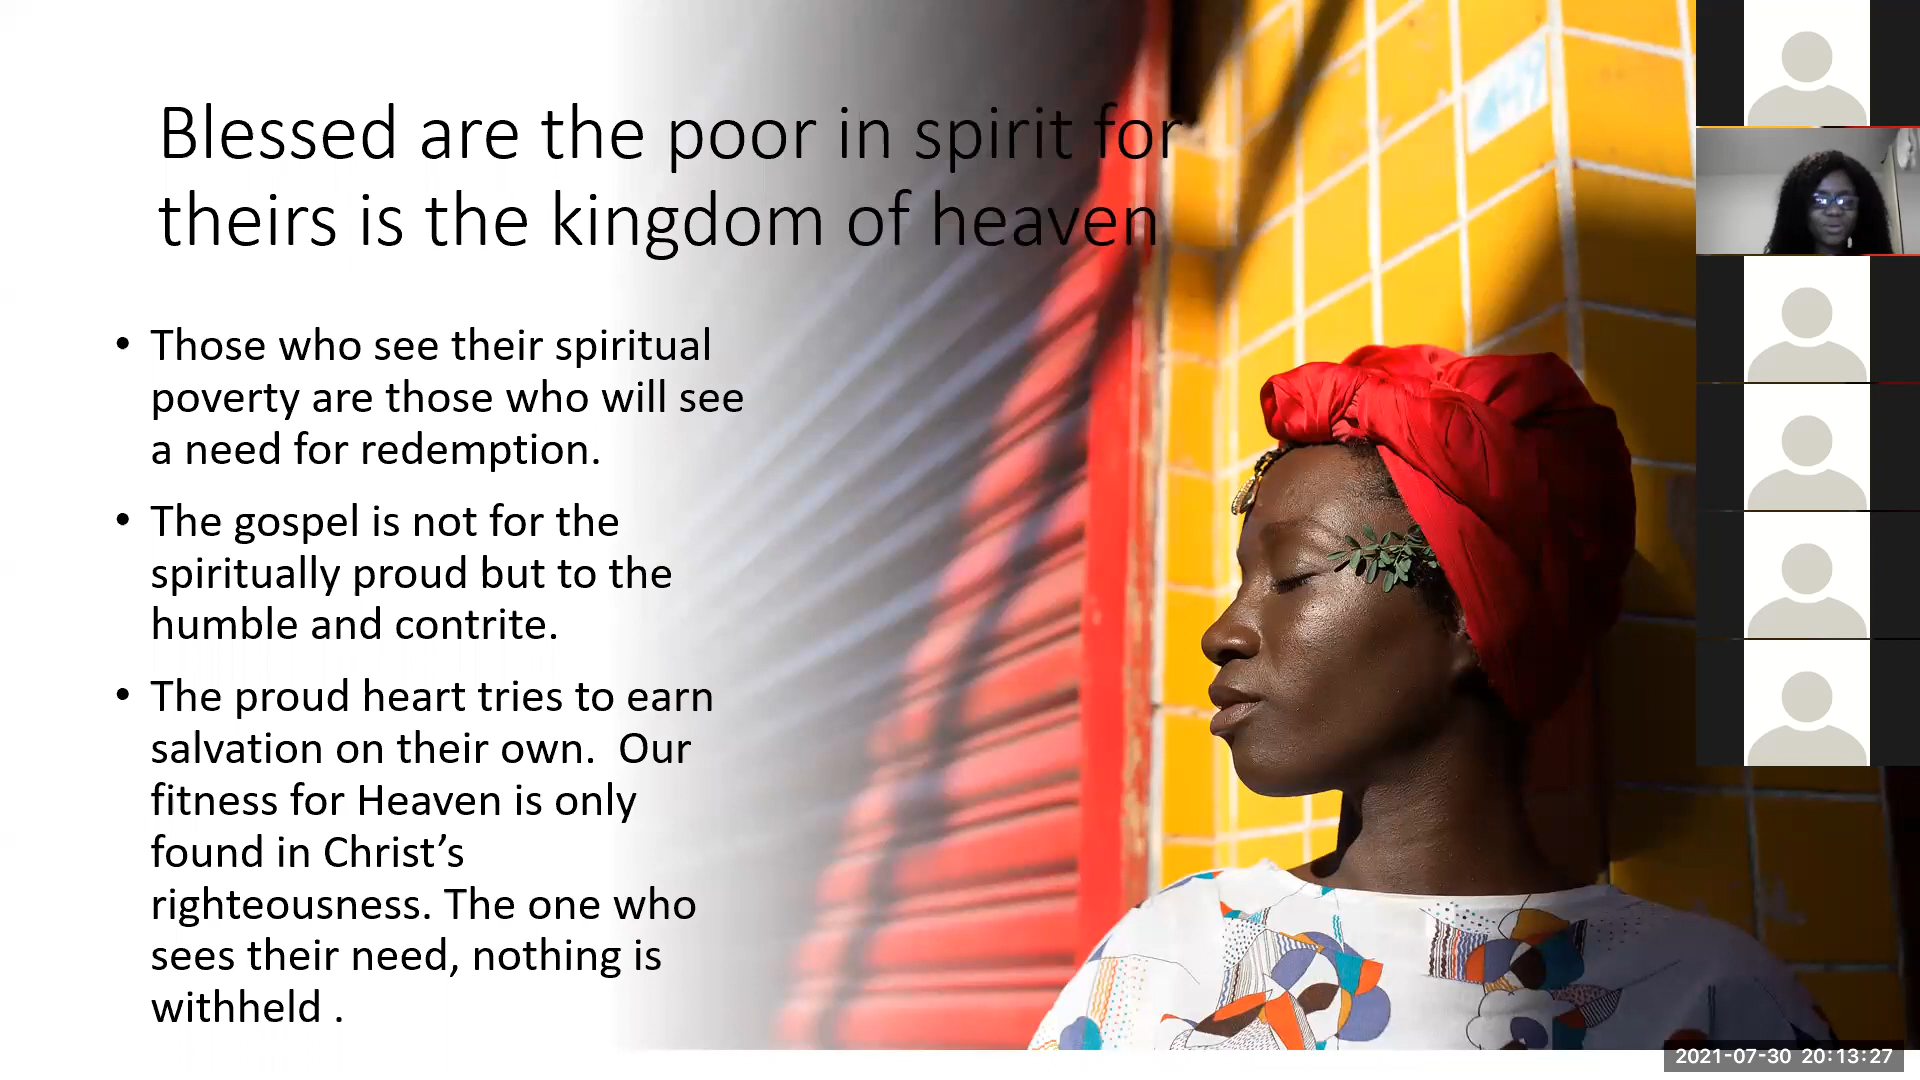 Blessed are the poor in spirit for
theirs is the kingdom of heaven
• Those who see their spiritual
poverty are those who will see
a need for redemption.
• The gospel is not for the
spiritually proud but to the
humble and contrite.
• The proud heart tries to earn
salvation on their own.  Our
fitness for Heaven is only
found in Christ’s
righteousness. The one who
sees their need, nothing is
withheld .
2021-07-30 20:13:27